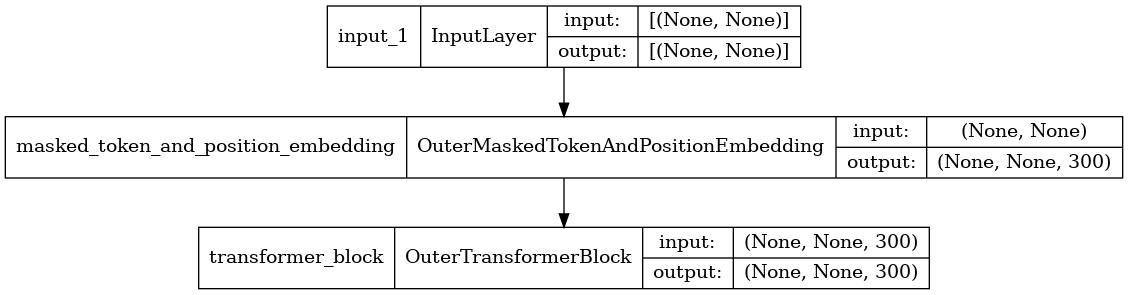 input_1 InputLayer input: [(None, None)]
output: [(None, None)]
masked_token_and_position_embedding OuterMaskedTokenAndPositionEmbedding input: (None, None)
output: (None, None, 300)
transformer_block OuterTransformerBlock input: (None, None, 300)
output: (None, None, 300)